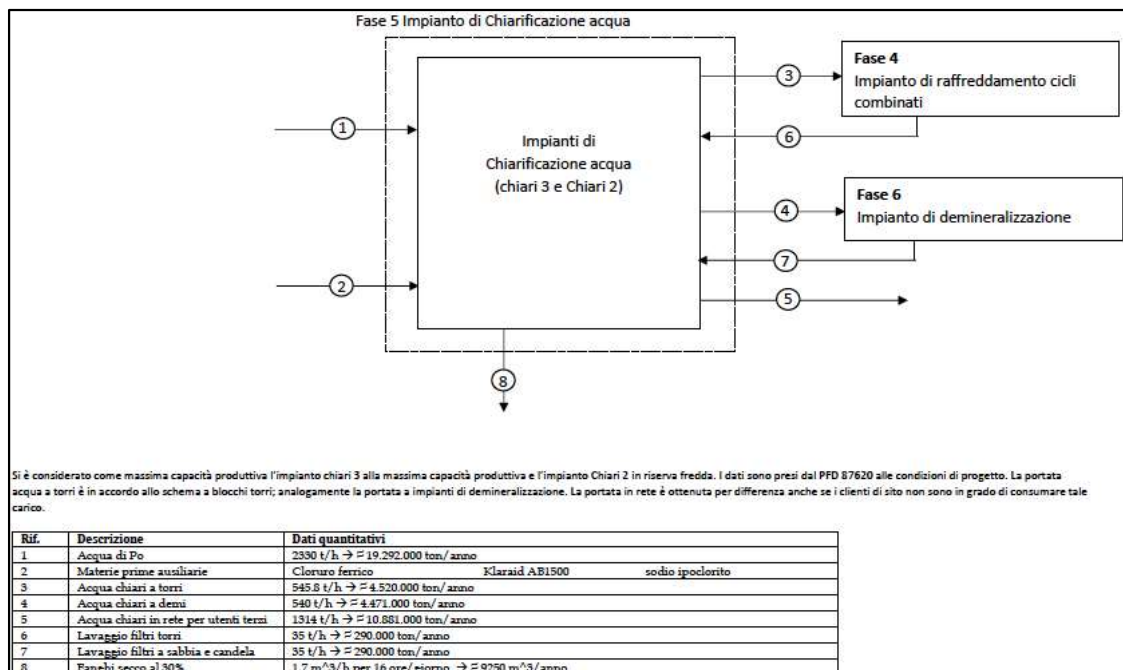 Fase 5 Impianto di Chiarificazione acqua
3
Fase 4
Impianto di raffreddamento cicli
combinati
1
6
Impianti di
Chiarificazione acqua
(chiari 3 e Chiari 2)
4
Fase 6
Impianto di demineralizzazione
7
2
5
8
Si è considerato come massima capacità produttiva l'impianto chiari 3 alla massima capacità produttiva e l'impianto Chiari 2 in riserva fredda. I dati sono presi dal PFD 87620 alle condizioni di progetto. La portata
acqua a torri è in accordo allo schema a blocchi torri; analogamente la portata a impianti di demineralizzazione. La portata in rete è ottenuta per differenza anche se i clienti di sito non sono in grado di consumare tale
carico.
Rif. Descrizione Dati quantitativi
1 Acqua di Po 2330 t/h → ≈ 19.292.000 ton/anno
2 Materie prime ausiliarie Cloruro ferrico Klaraid AB1500 sodio ipoclorito
3 Acqua chiari a torri 545.8 t/h → ≈ 4.520.000 ton/anno
4 Acqua chiari a demi 540 t/h → ≈ 4.471.000 ton/anno
5 Acqua chiari in rete per utenti terzi 1314 t/h → ≈ 10.881.000 ton/anno
6 Lavaggio filtri torri 35 t/h → ≈ 290.000 ton/anno
7 Lavaggio filtri a sabbia e candela 35 t/h → ≈ 290.000 ton/anno
8 Fanghi secco al 30% 1.7 m^3/h per 16 ore/giorno → ≈ 9250 m^3/anno